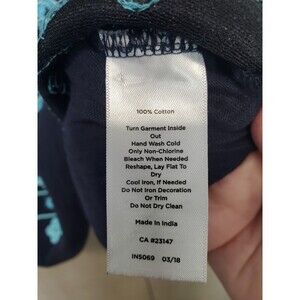 100% Cotton
Turn Garment Inside
Out
Hand Wash Cold
Only Non-Chlorine
Bleach When Needed
Reshape, Lay Flat To
Dry
Cool Iron, If Needed
Do Not Iron Decoration
Or Trim
Do Not Dry Clean
Made In India
CA #23147
IN5069 03/18